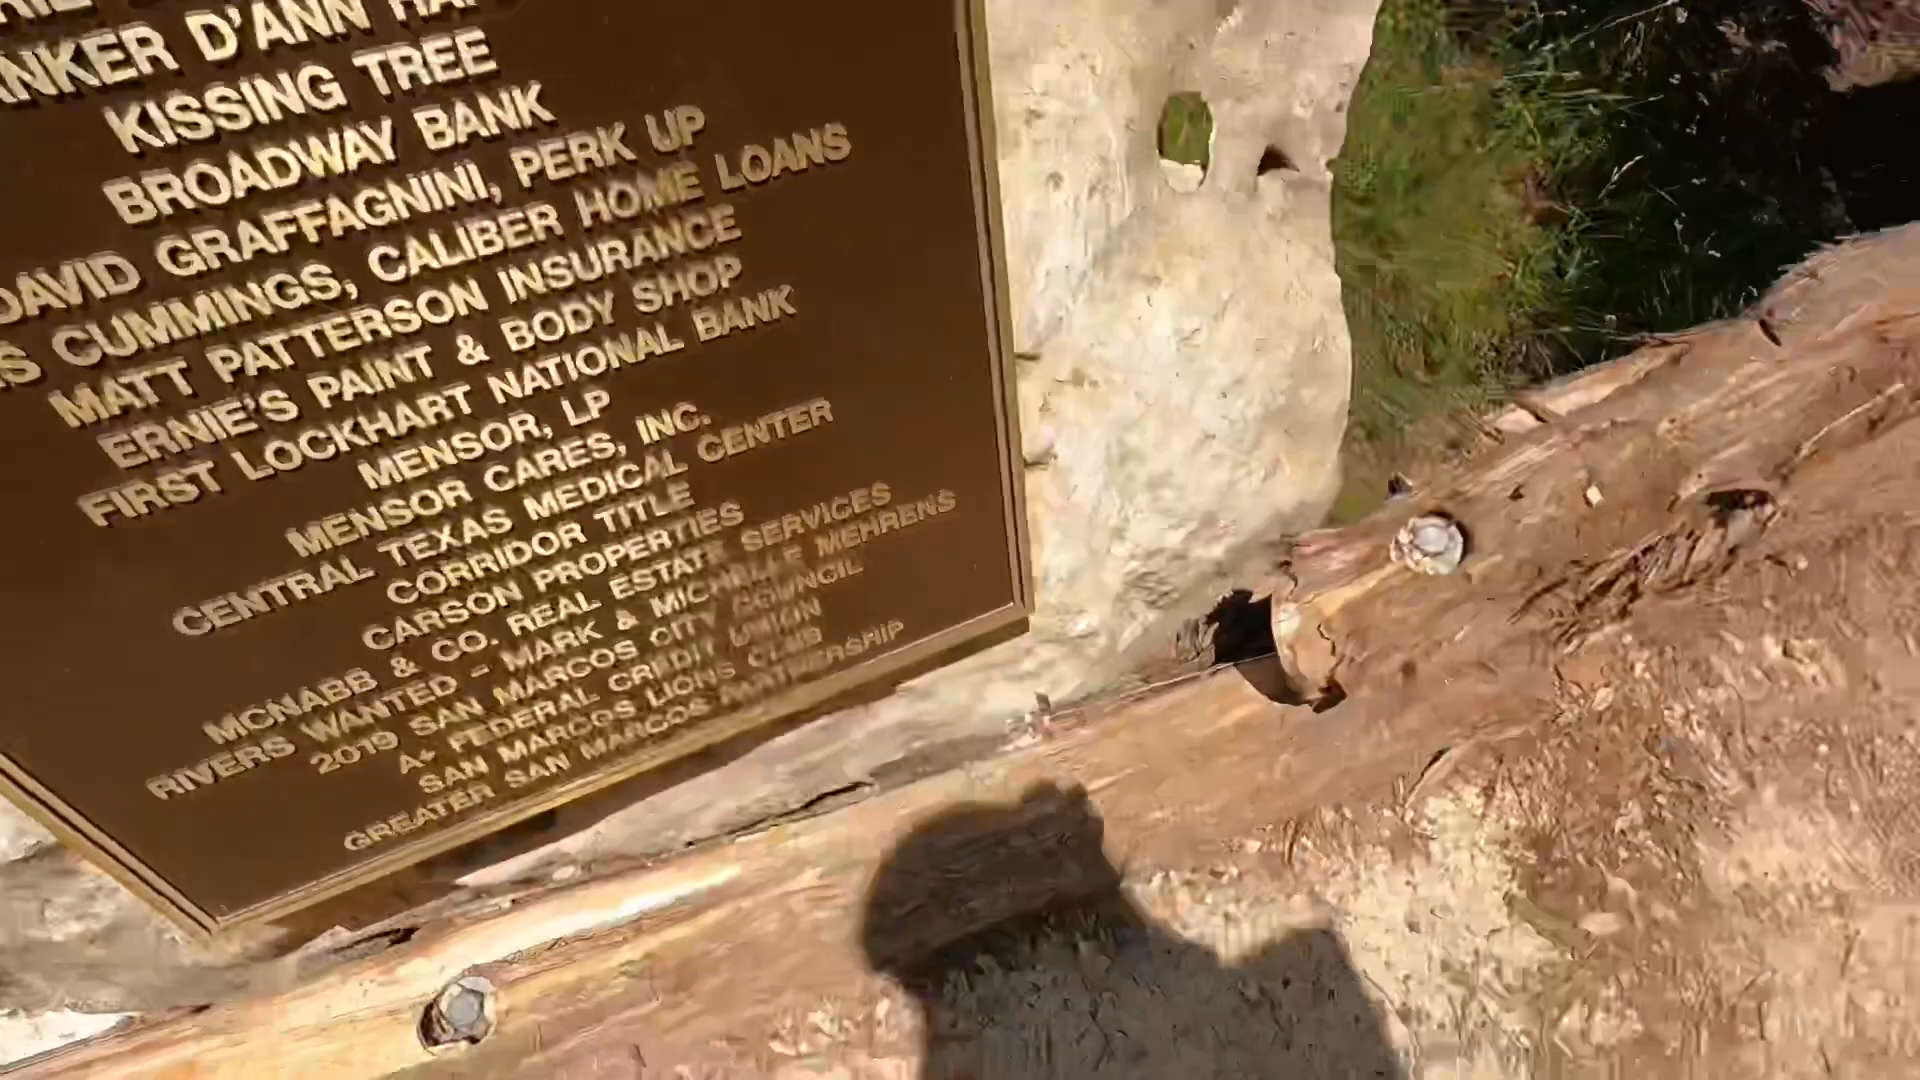 D'ANN
KISSING TREE
BROADWAY BANK
DAVID GRAFFAGNINI, PERK UP
CUMMINGS, CALIBER HOME LOANS
MATT PATTERSON INSURANCE
ERNIE'S PAINT & BODY SHOP
FIRST LOCKHART NATIONAL BANK
MENSOR, LP
MENSOR CARES, INC.
CENTRAL TEXAS MEDICAL CENTER
CORRIDOR TITLE
CARSON PROPERTIES
MCNABB & CO. REAL ESTATE SERVICES
RIVERS WANTED - MARK & MICHELLE MEHRENS
2019 SAN MARCOS CITY COUNCIL
A+ FEDERAL CREDIT UNION
SAN MARCOS LIONS CLUB
GREATER SAN MARCOS PARTNERSHIP